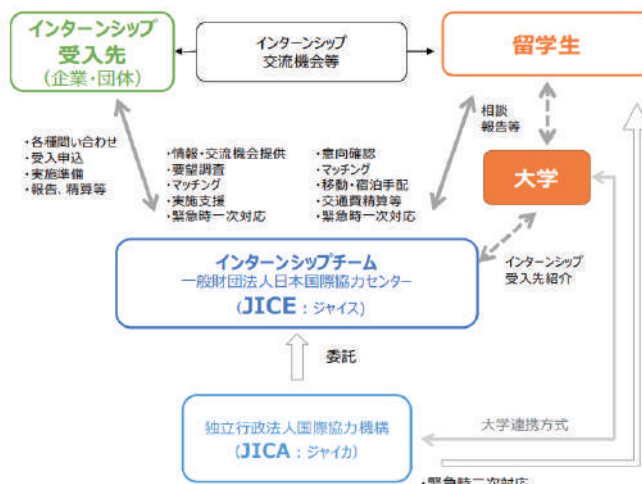 インターンシップ
受入先
(企業・団体)
インターンシップ
交流機会等
留学生
・各種問い合わせ
・受入申込
・実施準備
・報告、精算等
・情報・交流機会提供
・要望調査
・マッチング
・実施支援
・緊急時一次対応
・意向確認
・マッチング
・移動・宿泊手配
・交通費精算等
・緊急時一次対応
相談
報告等
大学
インターンシップチーム
一般財団法人日本国際協力センター
(JICE:ジャイス)
インターンシップ
受入先紹介
委託
独立行政法人国際協力機構
(JICA:ジャイカ)
大学連携方式
・緊急時二次対応